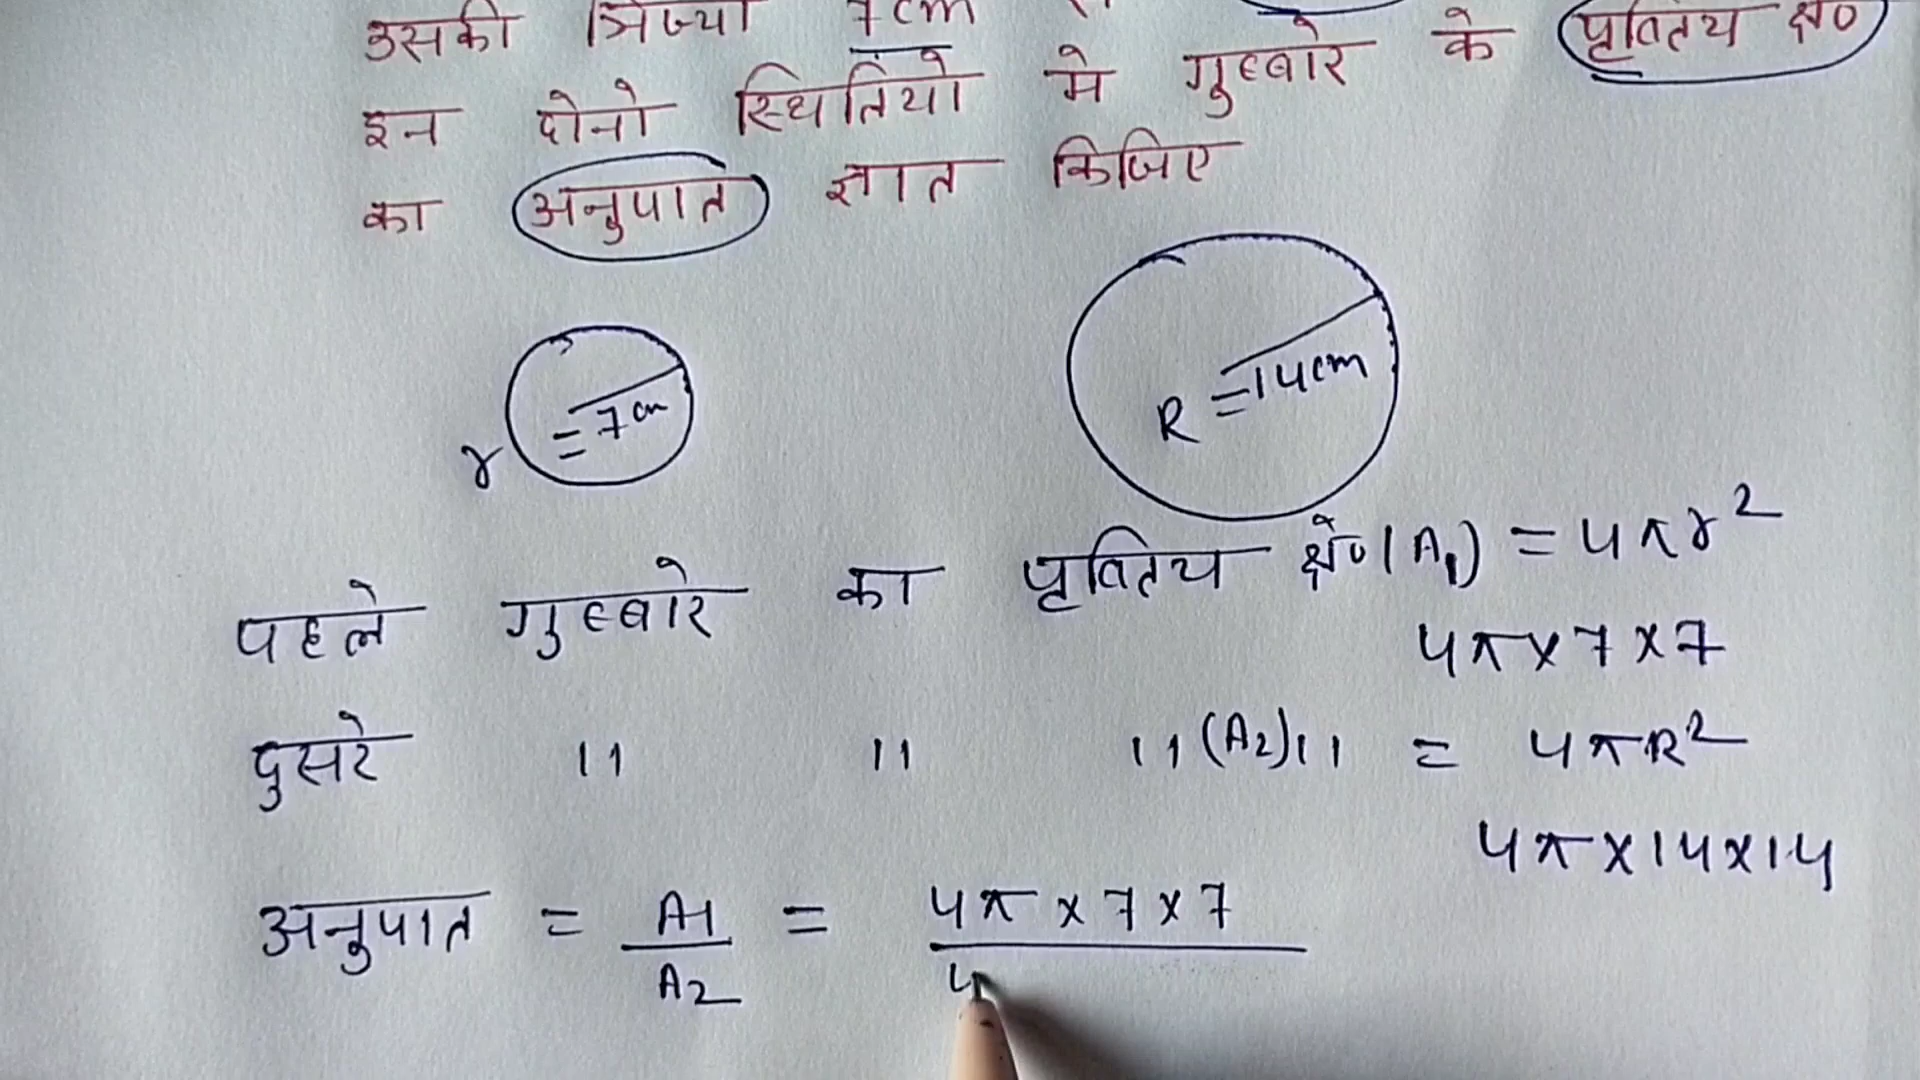 उसकी त्रिज्या 7cm से
इन दोनो स्थितियो मे गुब्बारे के पृष्ठिय क्षे०
का अनुपात ज्ञात किजिए
r = 7cm
R = 14cm
पहले गुब्बारे का पृष्ठिय क्षे० (A1) = 4πr²
4π×7×7
दुसरे '' '' ''(A2)'' = 4πR²
4π×14×14
अनुपात = A1/A2 = 4π×7×7/4